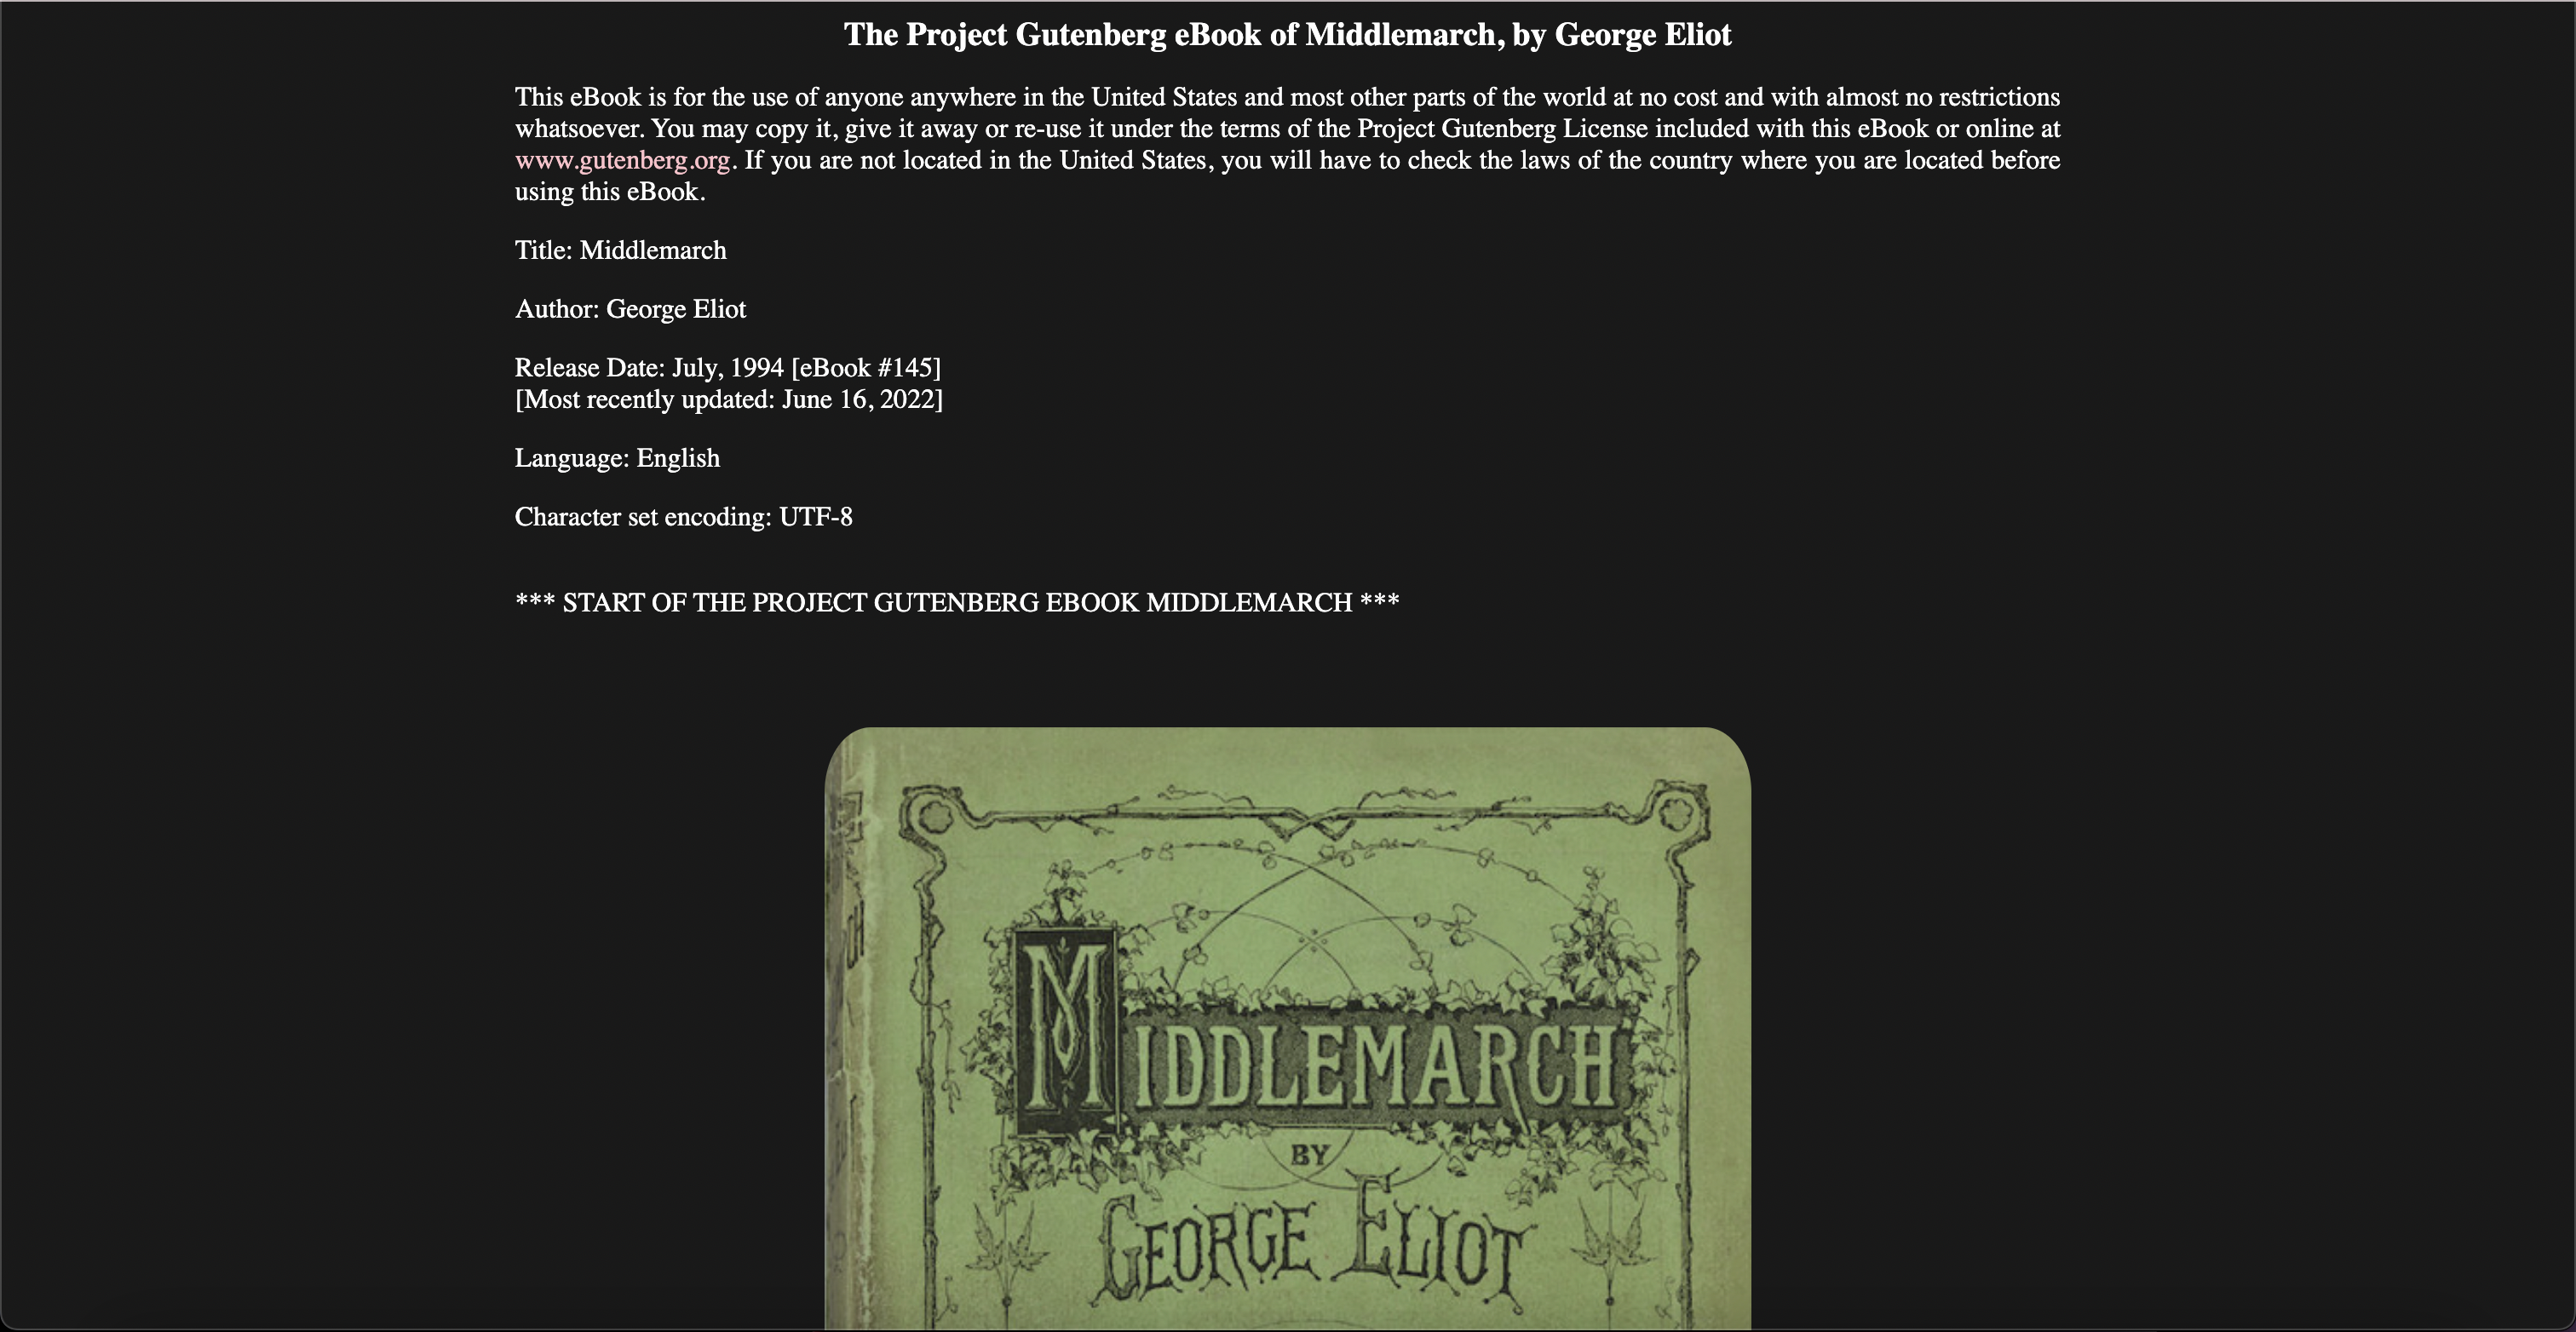 The Project Gutenberg eBook of Middlemarch, by George Eliot
This eBook is for the use of anyone anywhere in the United States and most other parts of the world at no cost and with almost no restrictions
whatsoever. You may copy it, give it away or re-use it under the terms of the Project Gutenberg License included with this eBook or online at
www.gutenberg.org. If you are not located in the United States, you will have to check the laws of the country where you are located before
using this eBook.
Title: Middlemarch
Author: George Eliot
Release Date: July, 1994 [eBook #145]
[Most recently updated: June 16, 2022]
Language: English
Character set encoding: UTF-8
*** START OF THE PROJECT GUTENBERG EBOOK MIDDLEMARCH ***
MIDDLEMARCH
BY
GEORGE ELIOT